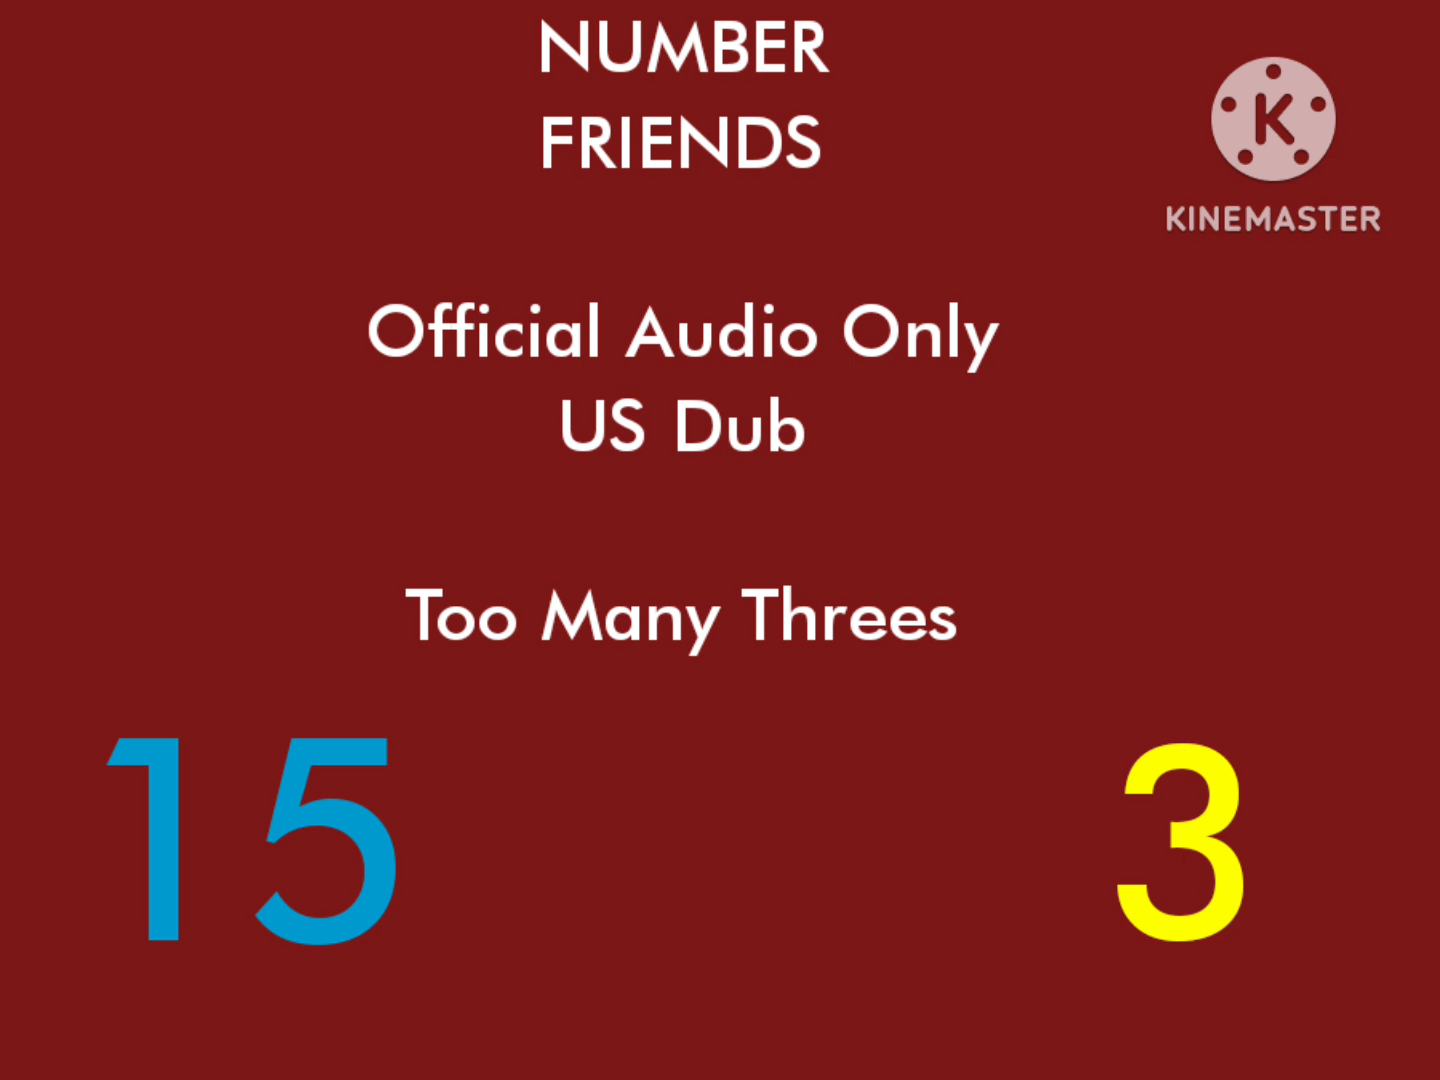 NUMBER
FRIENDS
K
KINEMASTER
Official Audio Only
US Dub
Too Many Threes
15 3